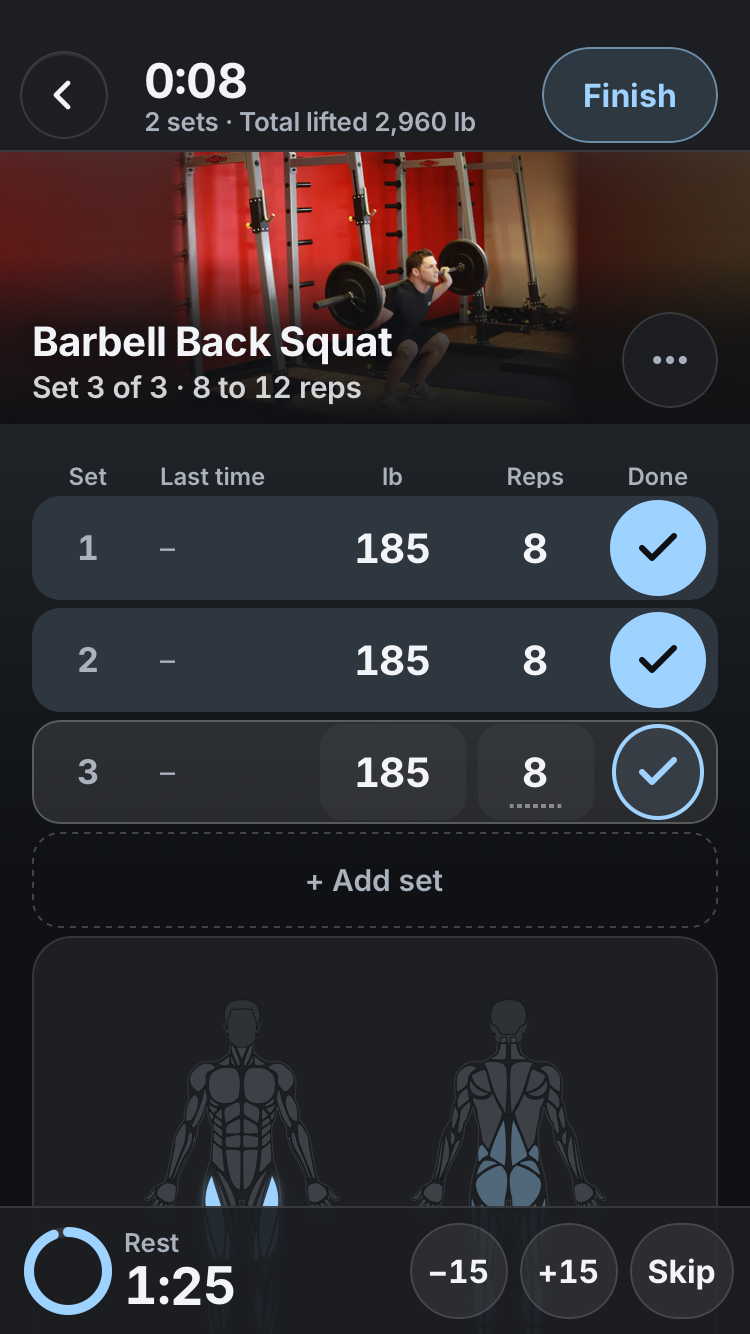 0:08
2 sets · Total lifted 2,960 lb
Finish
Barbell Back Squat
Set 3 of 3 · 8 to 12 reps
Set Last time lb Reps Done
1 – 185 8
2 – 185 8
3 – 185 8
+ Add set
Rest
1:25
−15 +15 Skip